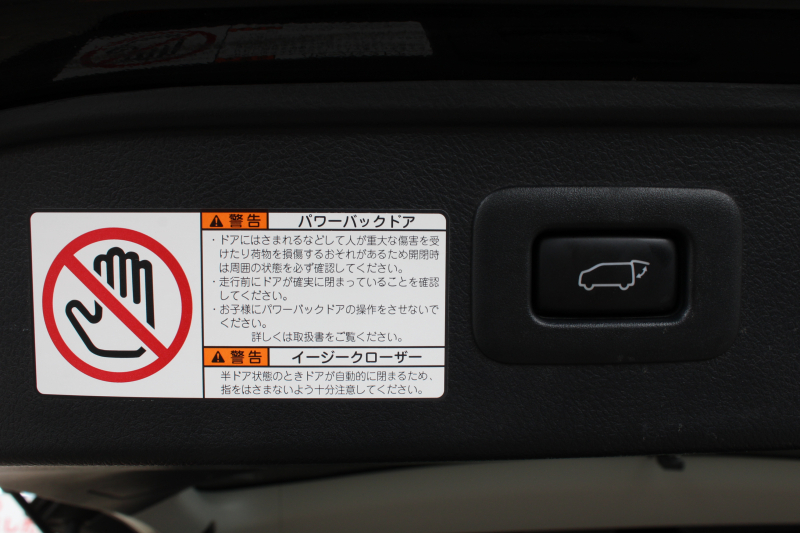 警告 パワーバックドア
・ドアにはさまれるなどして人が重大な傷害を受
けたり荷物を損傷するおそれがあるため開閉時
は周囲の状態を必ず確認してください。
・走行前にドアが確実に閉まっていることを確認
してください。
・お子様にパワーバックドアの操作をさせないで
ください。
詳しくは取扱書をご覧ください。
警告 イージークローザー
半ドア状態のときドアが自動的に閉まるため、
指をはさまないよう十分注意してください。